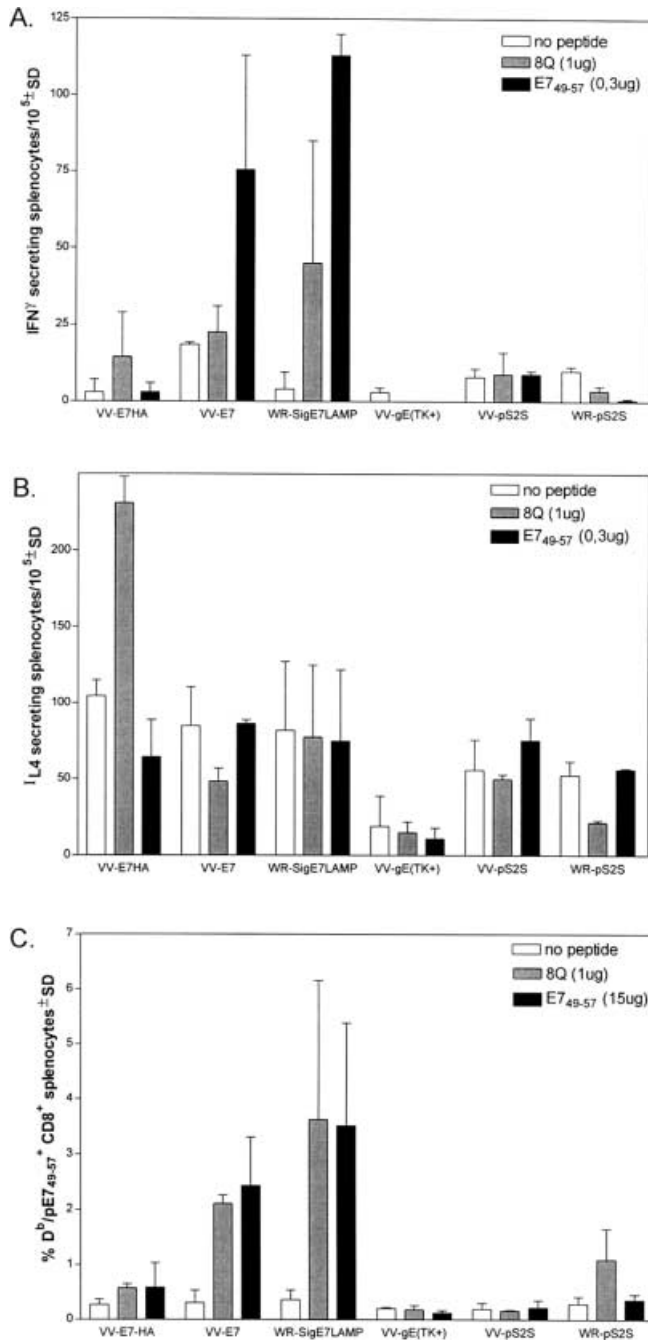 A.
IFNγ secreting splenocytes/10⁵±SD
125
100
75
50
25
0
no peptide
8Q (1ug)
E7₄₉₋₅₇ (0,3ug)
VV-E7HA VV-E7 WR-SigE7LAMP VV-gE(TK+) VV-pS2S WR-pS2S
B.
IL4 secreting splenocytes/10⁵±SD
200
150
100
50
0
no peptide
8Q (1ug)
E7₄₉₋₅₇ (0,3ug)
VV-E7HA VV-E7 WR-SigE7LAMP VV-gE(TK+) VV-pS2S WR-pS2S
C.
% Dᵇ/pE7₄₉₋₅₇⁺ CD8⁺ splenocytes±SD
7
6
5
4
3
2
1
0
no peptide
8Q (1ug)
E7₄₉₋₅₇ (15ug)
VV-E7-HA VV-E7 WR-SigE7LAMP VV-gE(TK+) VV-pS2S WR-pS2S